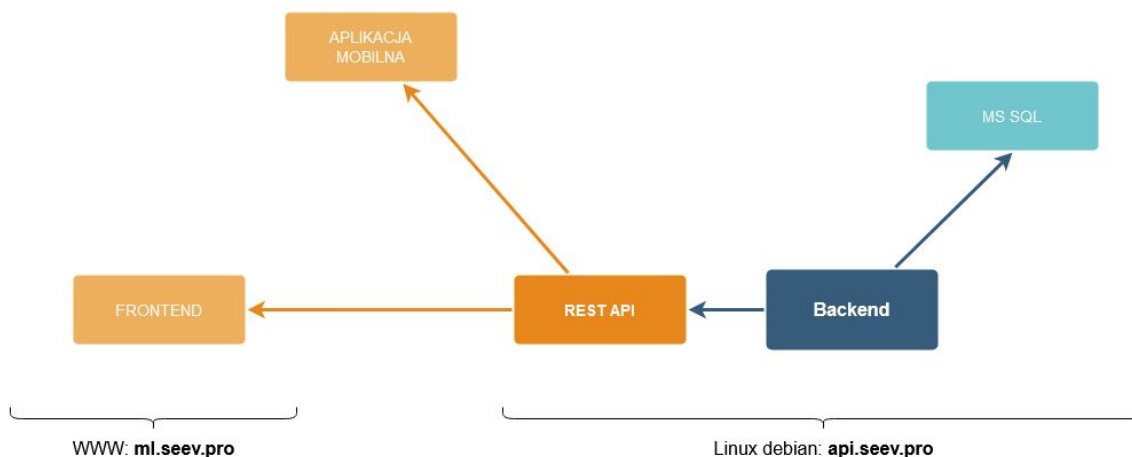 APLIKACJA
MOBILNA
MS SQL
FRONTEND
REST API
Backend
WWW: ml.seev.pro
Linux debian: api.seev.pro